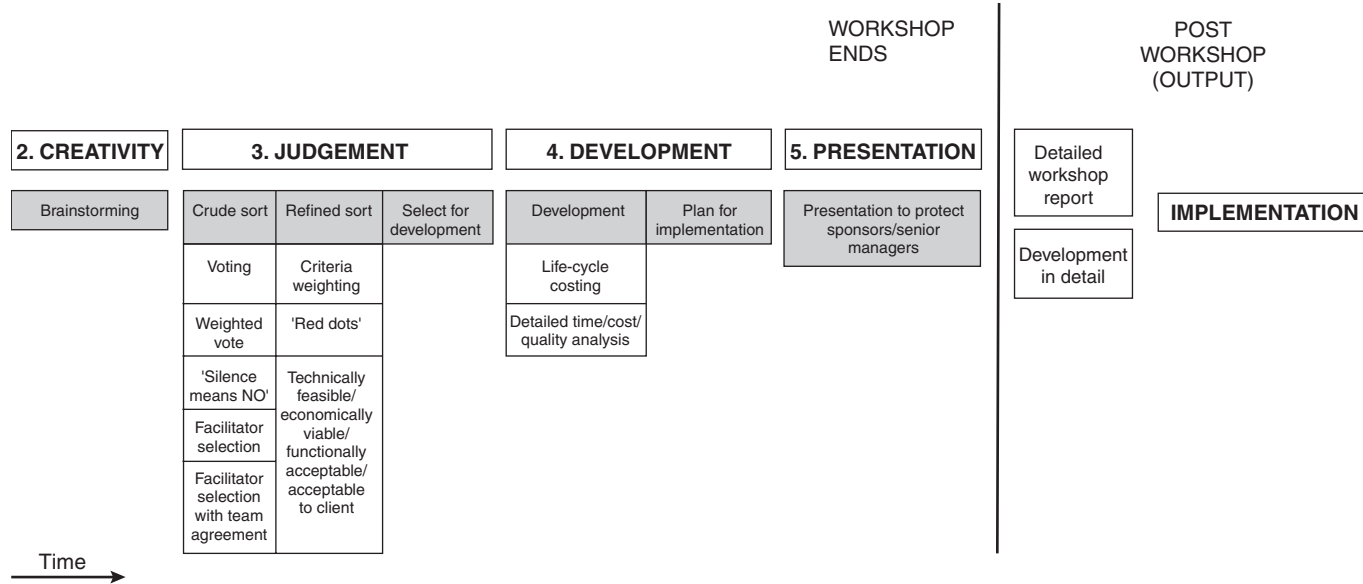 WORKSHOP
ENDS
POST
WORKSHOP
(OUTPUT)
2. CREATIVITY
3. JUDGEMENT
4. DEVELOPMENT
5. PRESENTATION
Brainstorming
Crude sort
Refined sort
Select for
development
Development
Plan for
implementation
Presentation to protect
sponsors/senior
managers
Detailed
workshop
report
Development
in detail
IMPLEMENTATION
Voting
Weighted
vote
'Silence
means NO'
Facilitator
selection
Facilitator
selection
with team
agreement
Criteria
weighting
'Red dots'
Technically
feasible/
economically
viable/
functionally
acceptable/
acceptable
to client
Life-cycle
costing
Detailed time/cost/
quality analysis
Time